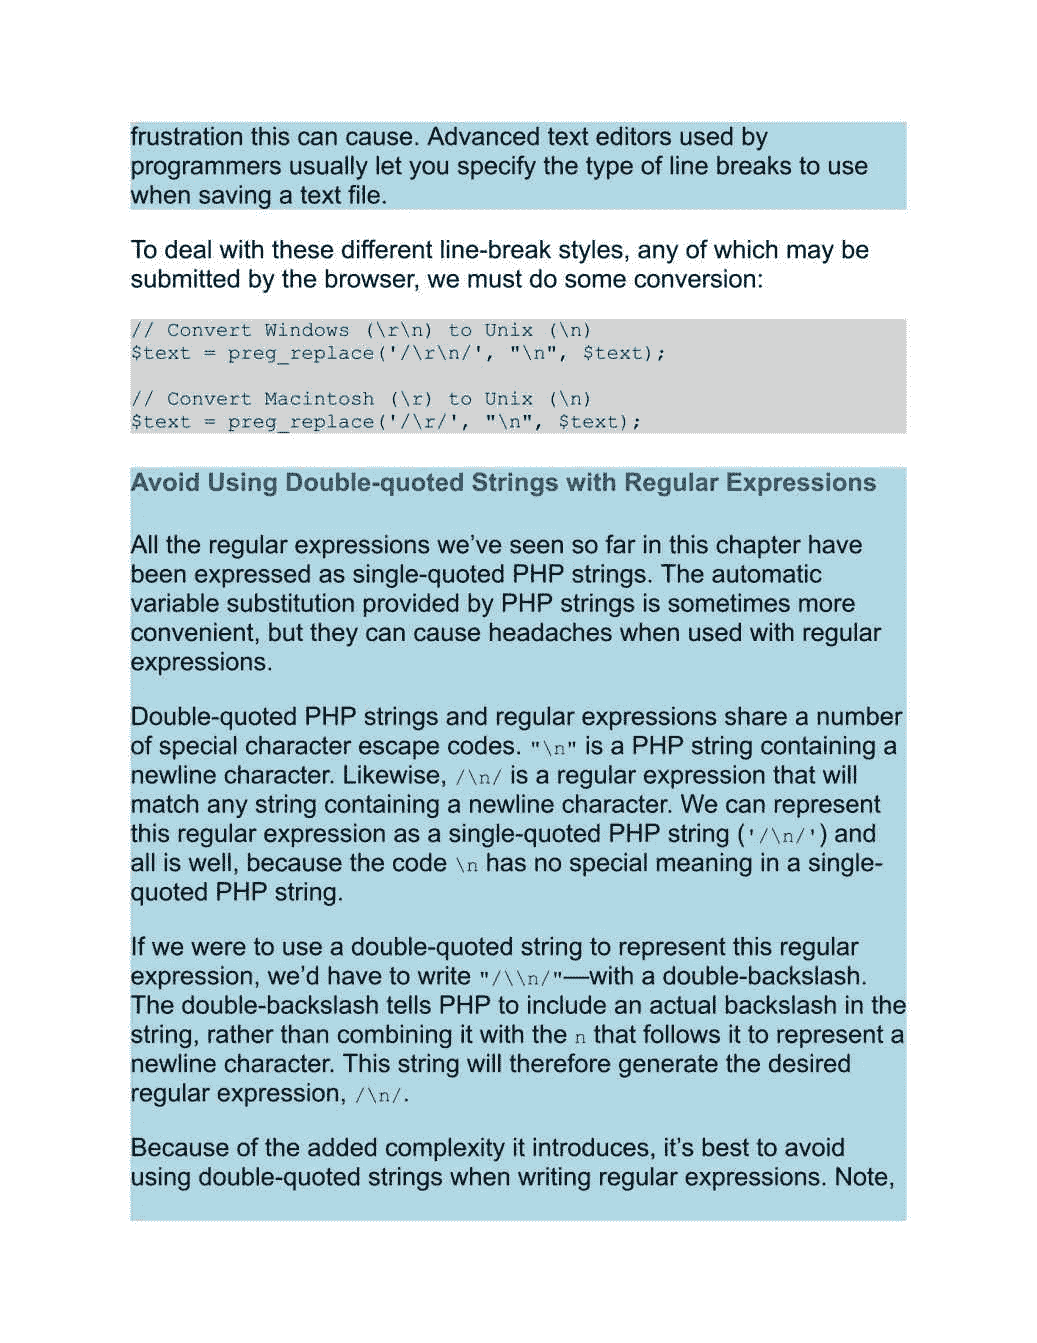 frustration this can cause. Advanced text editors used by
programmers usually let you specify the type of line breaks to use
when saving a text file.
To deal with these different line-break styles, any of which may be
submitted by the browser, we must do some conversion:
// Convert Windows (\r\n) to Unix (\n)
$text = preg_replace('/\r\n/', "\n", $text);
// Convert Macintosh (\r) to Unix (\n)
$text = preg_replace('/\r/', "\n", $text);
Avoid Using Double-quoted Strings with Regular Expressions
All the regular expressions we’ve seen so far in this chapter have
been expressed as single-quoted PHP strings. The automatic
variable substitution provided by PHP strings is sometimes more
convenient, but they can cause headaches when used with regular
expressions.
Double-quoted PHP strings and regular expressions share a number
of special character escape codes. "\n" is a PHP string containing a
newline character. Likewise, /\n/ is a regular expression that will
match any string containing a newline character. We can represent
this regular expression as a single-quoted PHP string ('/\n/') and
all is well, because the code \n has no special meaning in a single-
quoted PHP string.
If we were to use a double-quoted string to represent this regular
expression, we’d have to write "/\\n/"—with a double-backslash.
The double-backslash tells PHP to include an actual backslash in the
string, rather than combining it with the n that follows it to represent a
newline character. This string will therefore generate the desired
regular expression, /\n/.
Because of the added complexity it introduces, it’s best to avoid
using double-quoted strings when writing regular expressions. Note,